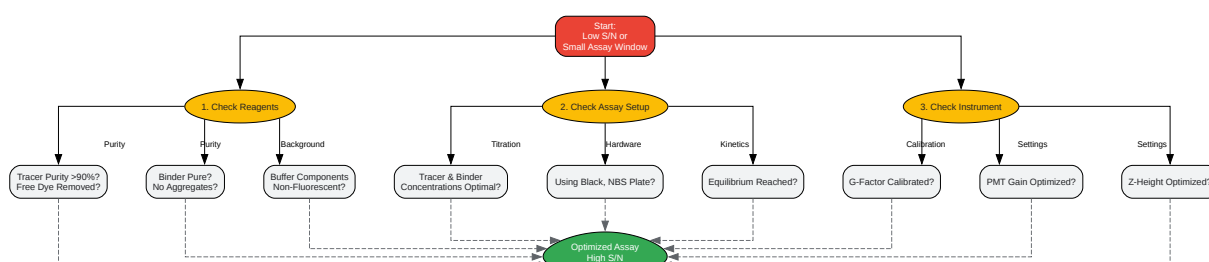 Start:
Low S/N or
Small Assay Window
1. Check Reagents
2. Check Assay Setup
3. Check Instrument
Purity
Purity
Background
Titration
Hardware
Kinetics
Calibration
Settings
Settings
Tracer Purity >90%?
Free Dye Removed?
Binder Pure?
No Aggregates?
Buffer Components
Non-Fluorescent?
Tracer & Binder
Concentrations Optimal?
Using Black, NBS Plate?
Equilibrium Reached?
G-Factor Calibrated?
PMT Gain Optimized?
Z-Height Optimized?
Optimized Assay
High S/N